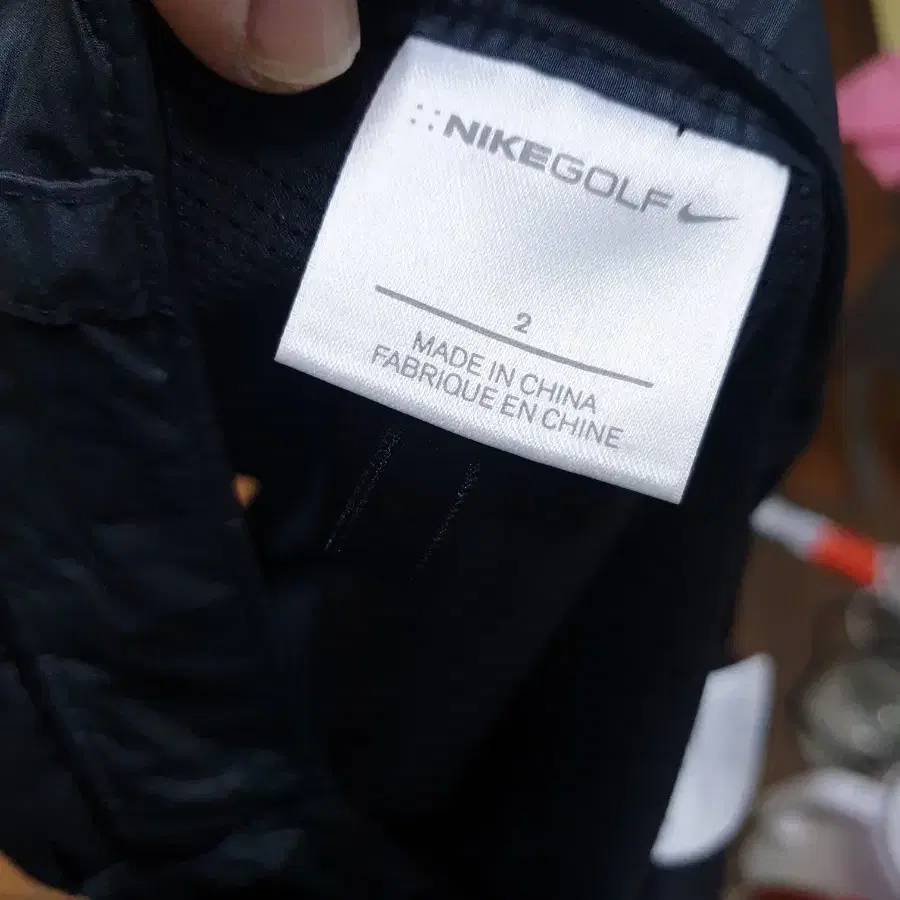 NIKEGOLF
2
MADE IN CHINA
FABRIQUE EN CHINE